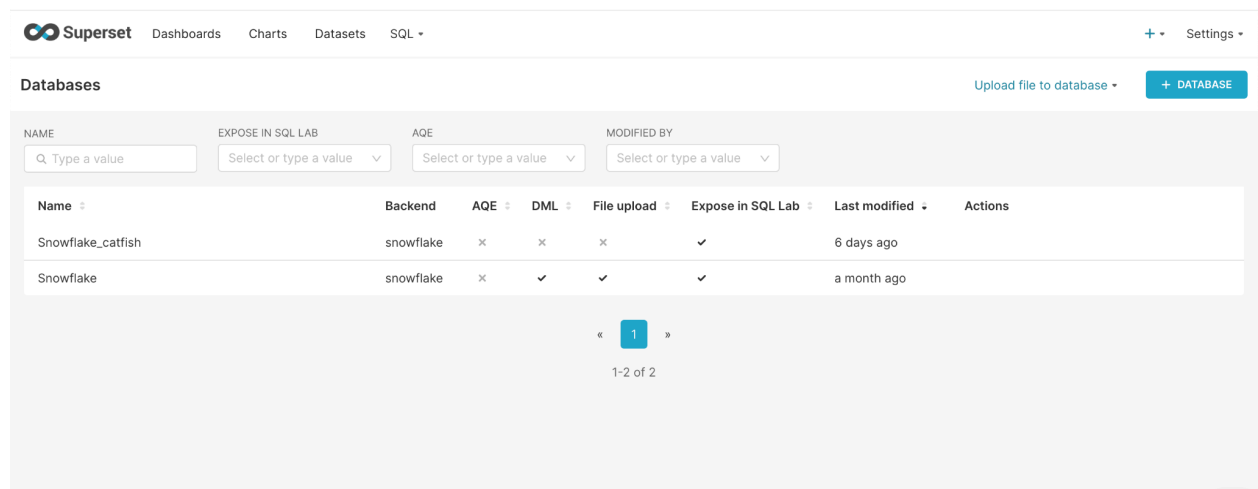 Superset Dashboards Charts Datasets SQL + Settings
Databases Upload file to database + DATABASE
NAME EXPOSE IN SQL LAB AQE MODIFIED BY
Type a value Select or type a value Select or type a value Select or type a value
Name Backend AQE DML File upload Expose in SQL Lab Last modified Actions
Snowflake_catfish snowflake 6 days ago
Snowflake snowflake a month ago
« 1 »
1-2 of 2